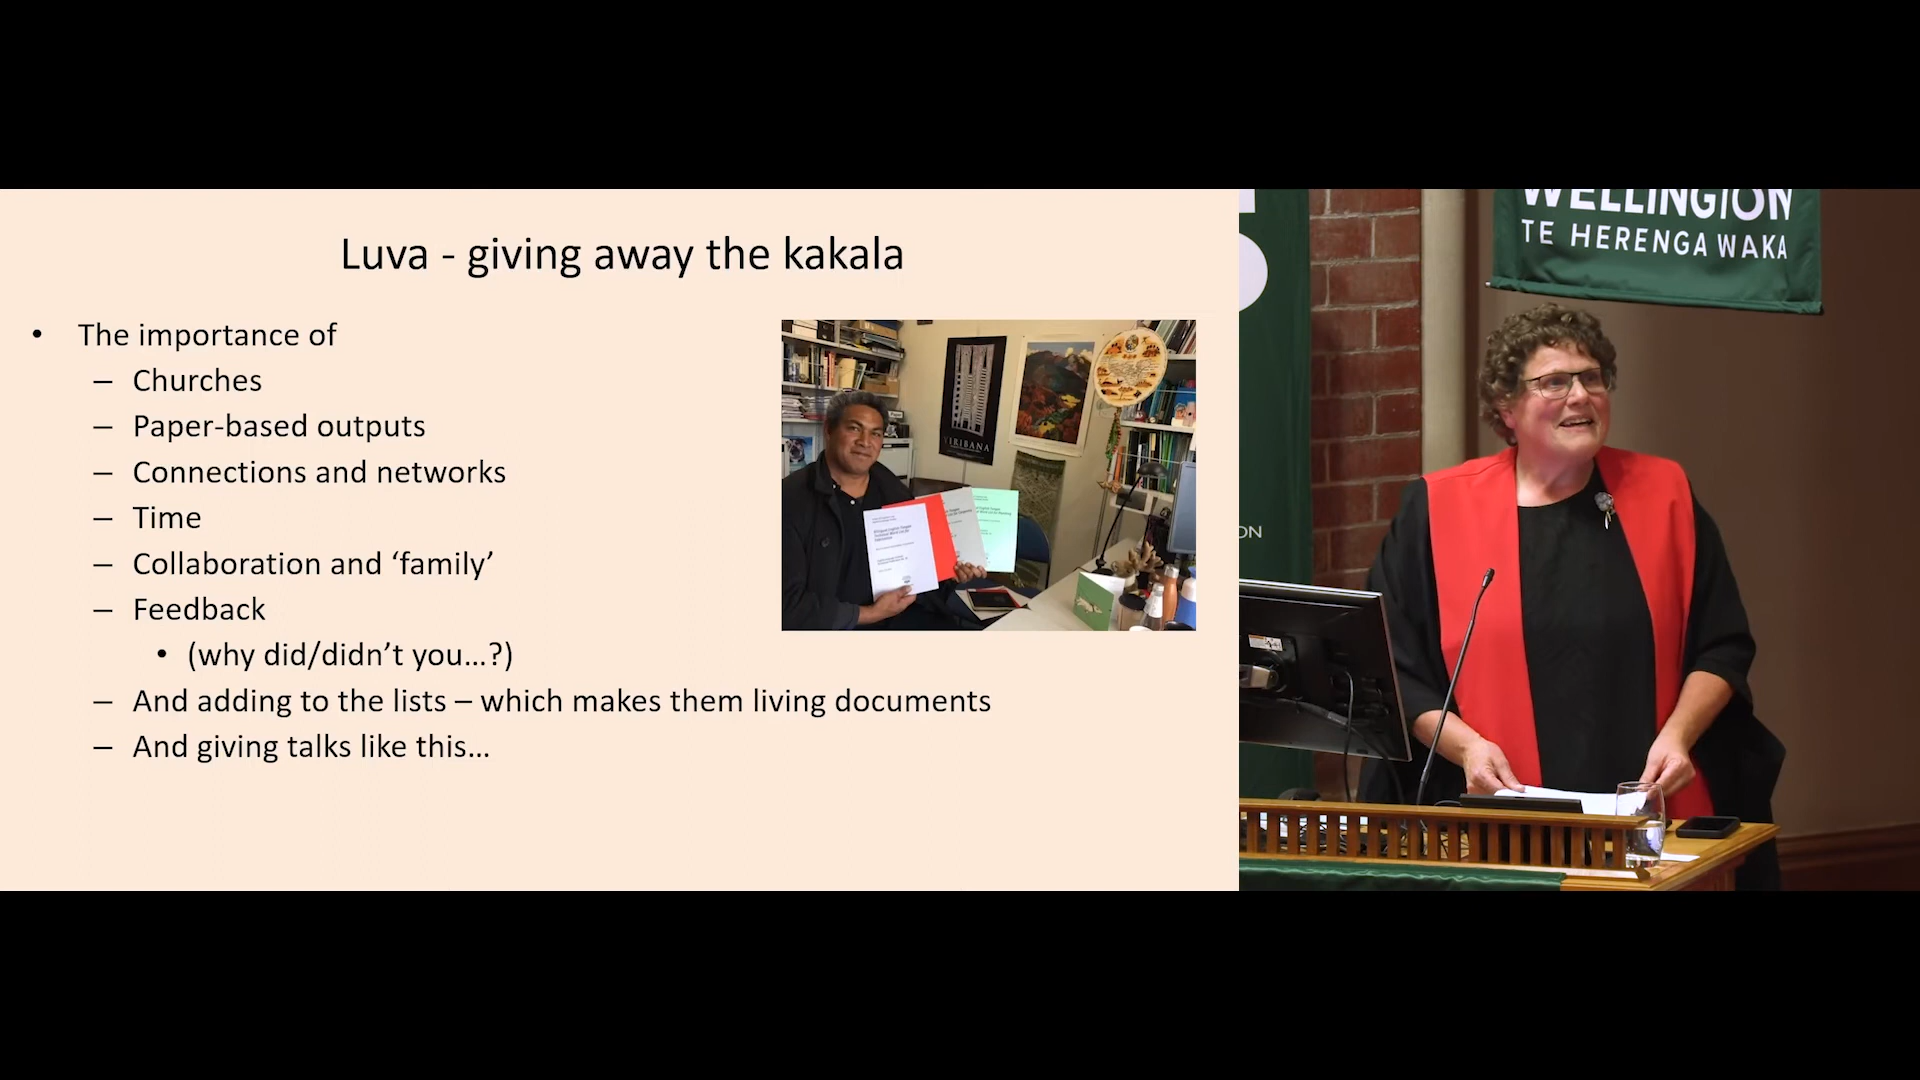 Luva - giving away the kakala
• The importance of
– Churches
– Paper-based outputs
– Connections and networks
– Time
– Collaboration and ‘family’
– Feedback
• (why did/didn’t you…?)
– And adding to the lists – which makes them living documents
– And giving talks like this…
VIRIBANA
WELLINGTON
TE HERENGA WAKA
ON